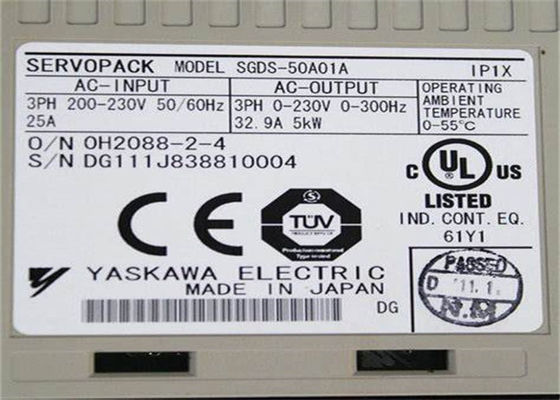 SERVOPACK MODEL SGDS-50A01A IP1X
AC-INPUT
3PH 200-230V 50/60Hz
25A
AC-OUTPUT
3PH 0-230V 0-300Hz
32.9A 5kW
OPERATING
AMBIENT
TEMPERATURE
0-55°C
O/N 0H2088-2-4
S/N DG111J838810004
CE
S
TÜV
C UL US
LISTED
IND. CONT. EQ.
61Y1
YASKAWA ELECTRIC
MADE IN JAPAN
DG
PASSED
D '11.1.
N.M